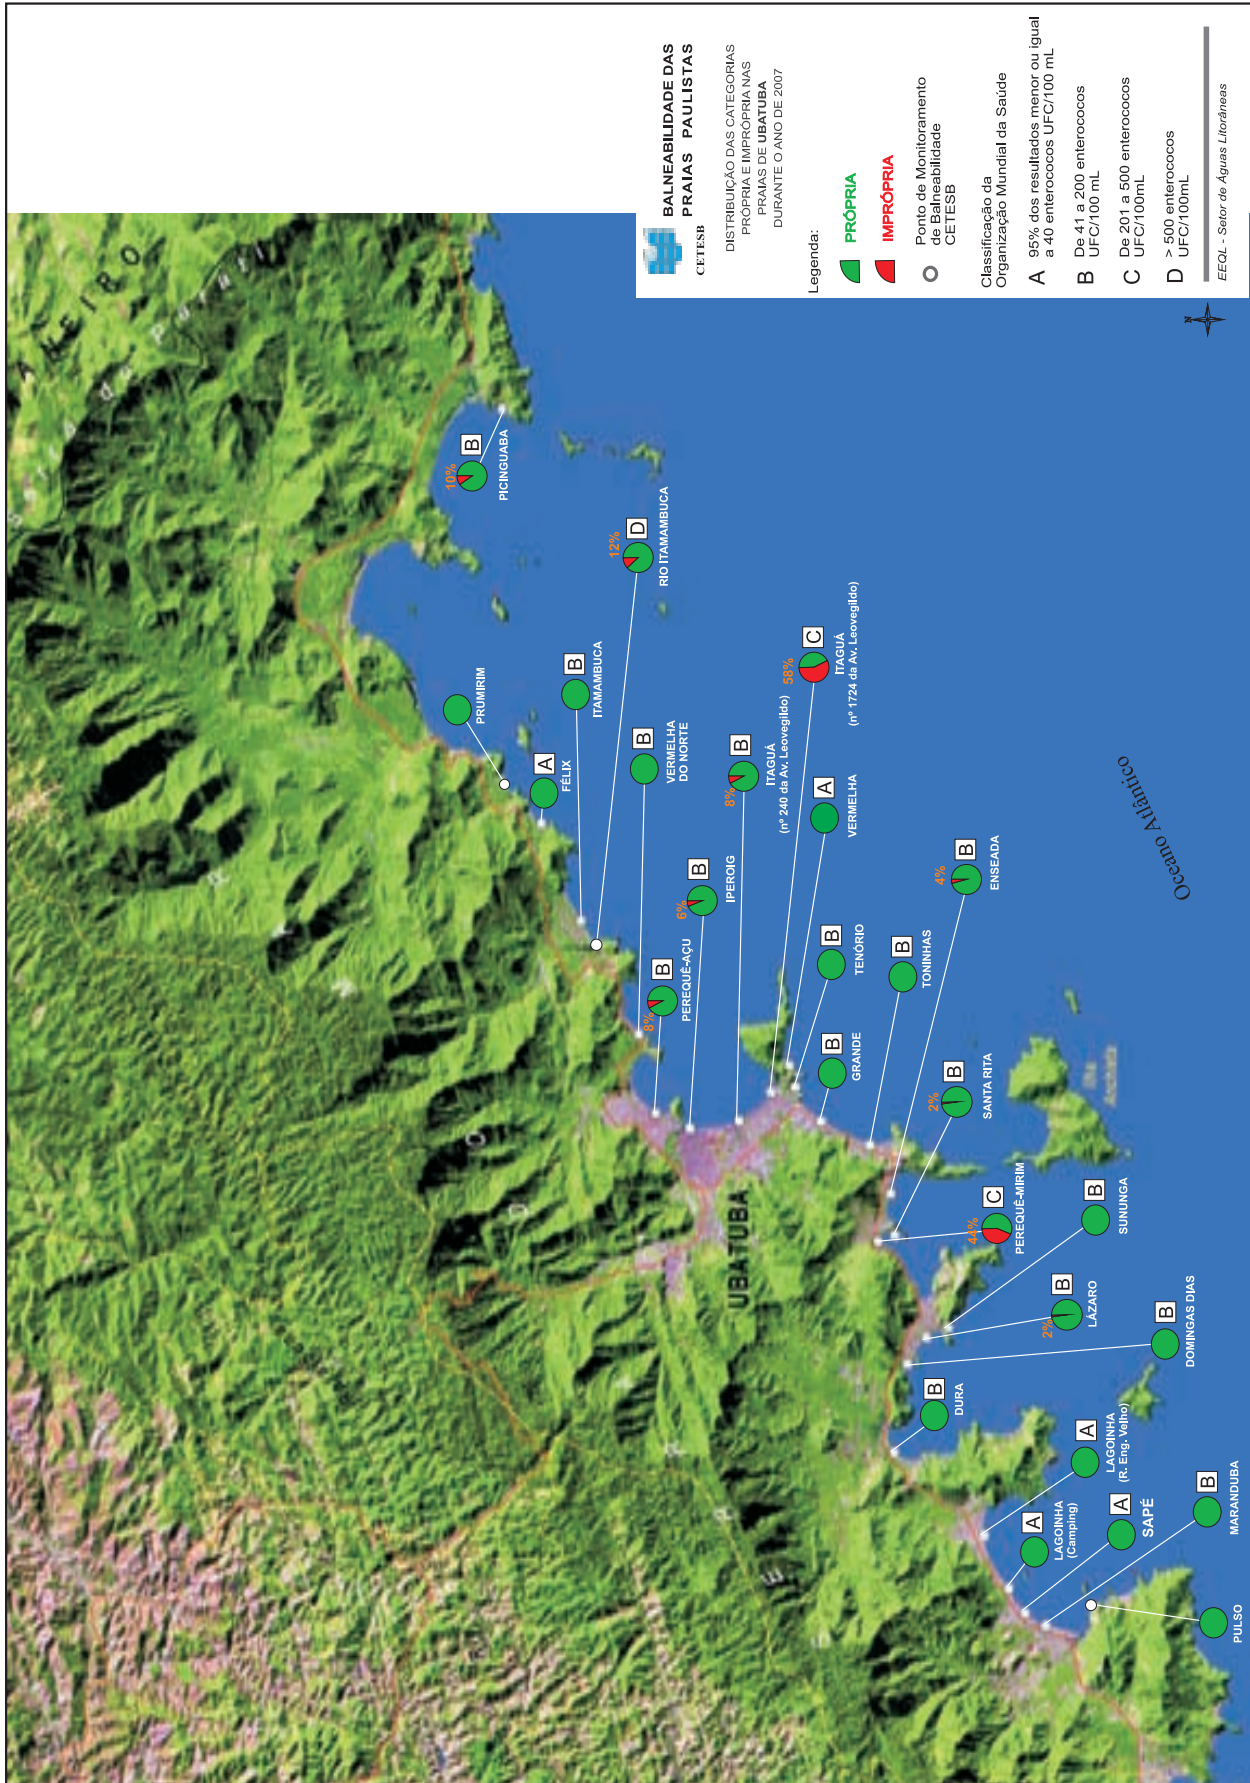 BALNEABILIDADE DAS
PRAIAS PAULISTAS
CETESB
DISTRIBUIÇÃO DAS CATEGORIAS
PRÓPRIA E IMPRÓPRIA NAS
PRAIAS DE UBATUBA
DURANTE O ANO DE 2007
Legenda:
PRÓPRIA
IMPRÓPRIA
Ponto de Monitoramento
de Balneabilidade
CETESB
Classificação da
Organização Mundial da Saúde
A 95% dos resultados menor ou igual
a 40 enterococos UFC/100 mL
B De 41 a 200 enterococos
UFC/100 mL
C De 201 a 500 enterococos
UFC/100mL
D > 500 enterococos
UFC/100mL
EEQL - Setor de Águas Litorâneas
N
10%
B
PICINGUABA
12%
D
RIO ITAMAMBUCA
PRUMIRIM
B
ITAMAMBUCA
A
FÉLIX
B
VERMELHA
DO NORTE
58%
C
ITAGUÁ
(nº 1724 da Av. Leovegildo)
8%
B
ITAGUÁ
(nº 240 da Av. Leovegildo)
A
VERMELHA
6%
B
IPEROIG
4%
B
ENSEADA
8%
B
PEREQUÊ-AÇU
B
TENÓRIO
B
TONINHAS
B
GRANDE
2%
B
SANTA RITA
44%
C
PEREQUÊ-MIRIM
B
SUNUNGA
2%
B
LÁZARO
B
DOMINGAS DIAS
B
DURA
A
LAGOINHA
(R. Eng. Velho)
A
LAGOINHA
(Camping)
A
SAPÉ
B
MARANDUBA
PULSO
UBATUBA
Oceano Atlântico
Ilha
Anchieta